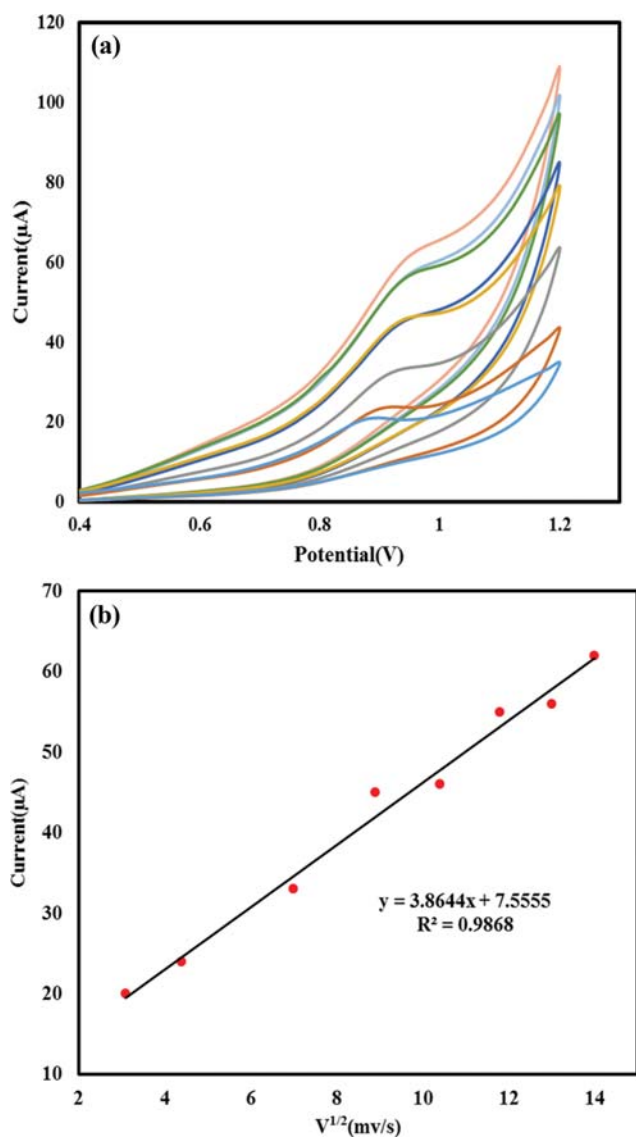 120
(a)
100
80
60
40
20
0
Current(μA)
0.4 0.6 0.8 1 1.2
Potential(V)
70
(b)
60
50
40
30
20
10
Current(μA)
y = 3.8644x + 7.5555
R² = 0.9868
2 4 6 8 10 12 14
V^{1/2}(mv/s)